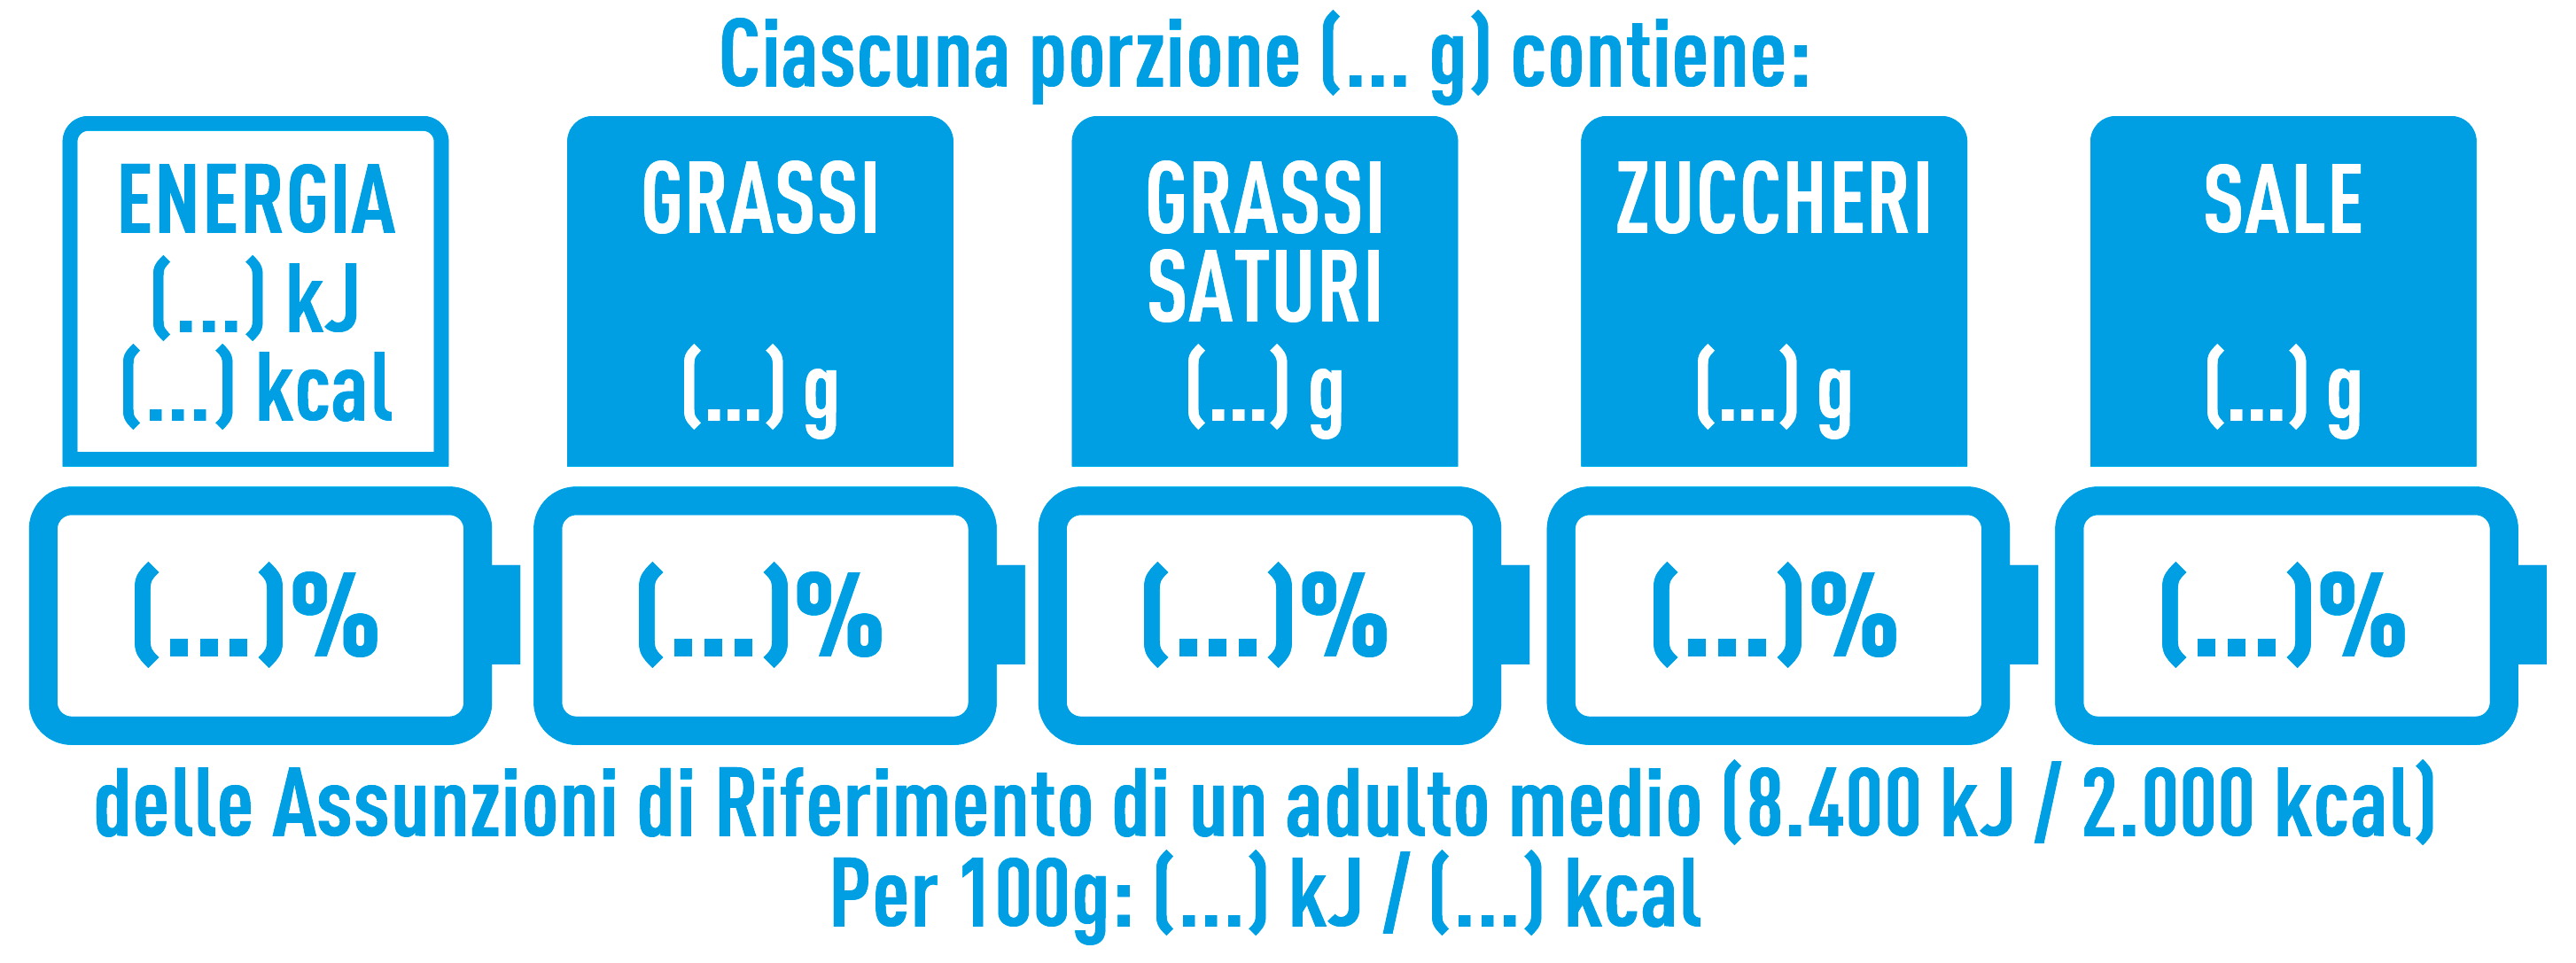 Ciascuna porzione (... g) contiene:
ENERGIA
(...) kJ
(...) kcal
GRASSI
(...) g
GRASSI
SATURI
(...) g
ZUCCHERI
(...) g
SALE
(...) g
(...)%
(...)%
(...)%
(...)%
(...)%
delle Assunzioni di Riferimento di un adulto medio (8.400 kJ / 2.000 kcal)
Per 100g: (...) kJ / (...) kcal